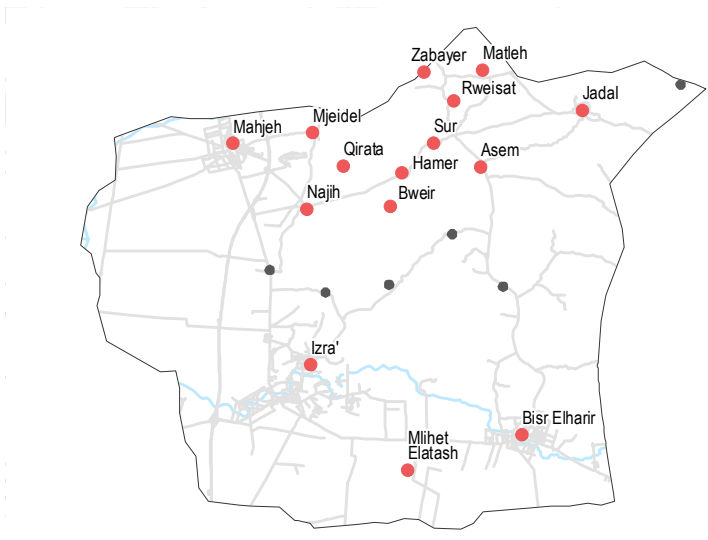 Zabayer
Matleh
Rweisat
Jadal
Mjeidel
Mahjeh
Sur
Qirata
Asem
Hamer
Najih
Bweir
Izra'
Bisr Elharir
Mlihet
Elatash